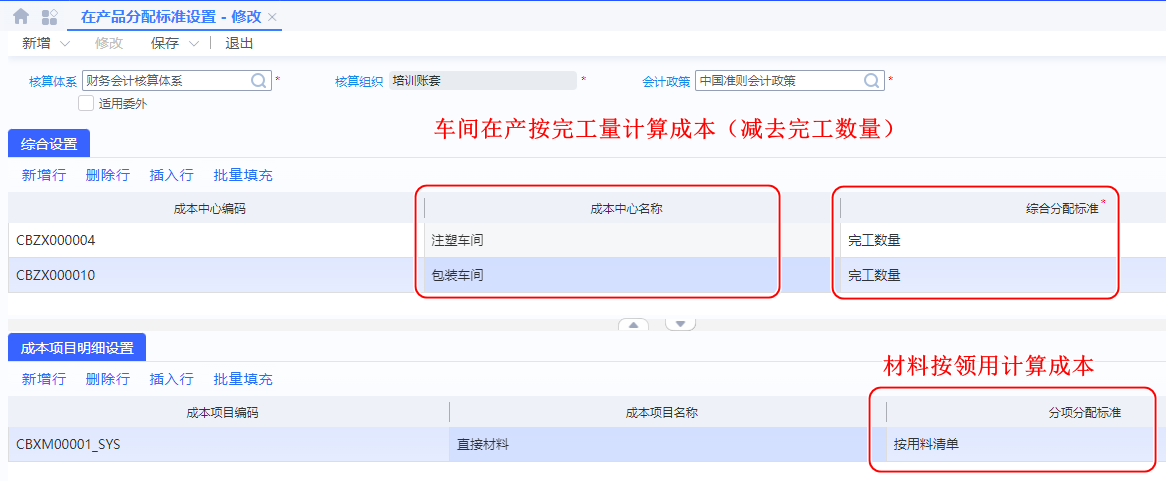 在产品分配标准设置 - 修改 ×
新增 修改 保存 退出
核算体系 财务会计核算体系 * 核算组织 培训账套 * 会计政策 中国准则会计政策 *
适用委外
车间在产按完工量计算成本（减去完工数量）
综合设置
新增行 删除行 插入行 批量填充
成本中心编码 成本中心名称 综合分配标准*
CBZX000004 注塑车间 完工数量
CBZX000010 包装车间 完工数量
成本项目明细设置
材料按领用计算成本
新增行 删除行 插入行 批量填充
成本项目编码 成本项目名称 分项分配标准
CBXM00001_SYS 直接材料 按用料清单